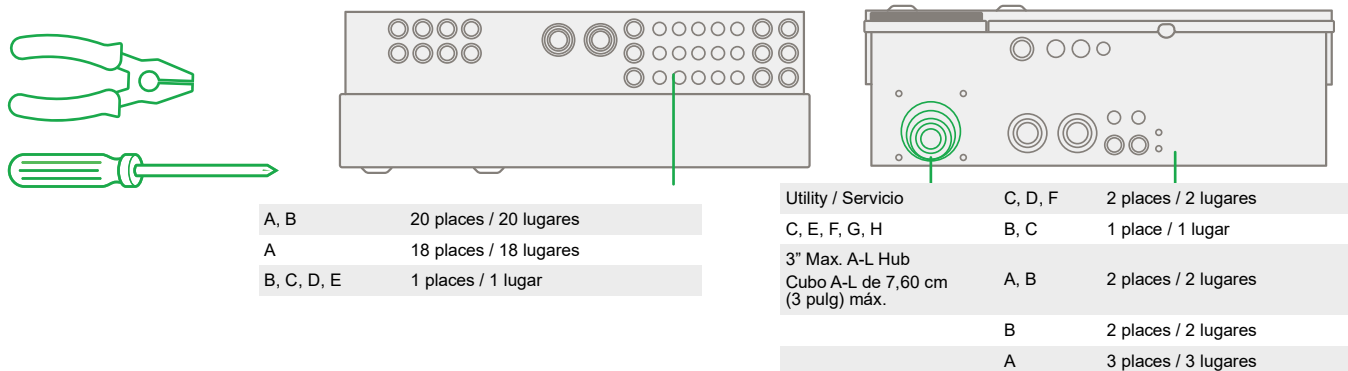 A, B 20 places / 20 lugares
A 18 places / 18 lugares
B, C, D, E 1 places / 1 lugar
Utility / Servicio C, D, F 2 places / 2 lugares
C, E, F, G, H B, C 1 place / 1 lugar
3” Max. A-L Hub
Cubo A-L de 7,60 cm
(3 pulg) máx.
A, B 2 places / 2 lugares
B 2 places / 2 lugares
A 3 places / 3 lugares